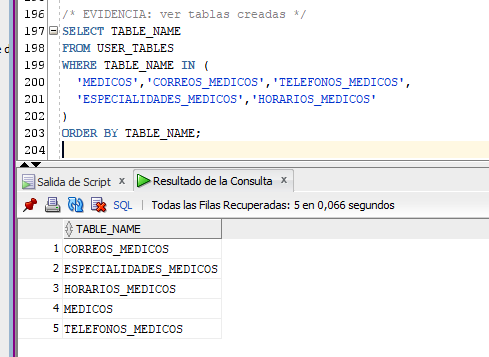 196 /* EVIDENCIA: ver tablas creadas */
197 SELECT TABLE_NAME
198 FROM USER_TABLES
199 WHERE TABLE_NAME IN (
200 'MEDICOS','CORREOS_MEDICOS','TELEFONOS_MEDICOS',
201 'ESPECIALIDADES_MEDICOS','HORARIOS_MEDICOS'
202 )
203 ORDER BY TABLE_NAME;
204
Salida de Script x Resultado de la Consulta x
SQL | Todas las Filas Recuperadas: 5 en 0,066 segundos
TABLE_NAME
1 CORREOS_MEDICOS
2 ESPECIALIDADES_MEDICOS
3 HORARIOS_MEDICOS
4 MEDICOS
5 TELEFONOS_MEDICOS